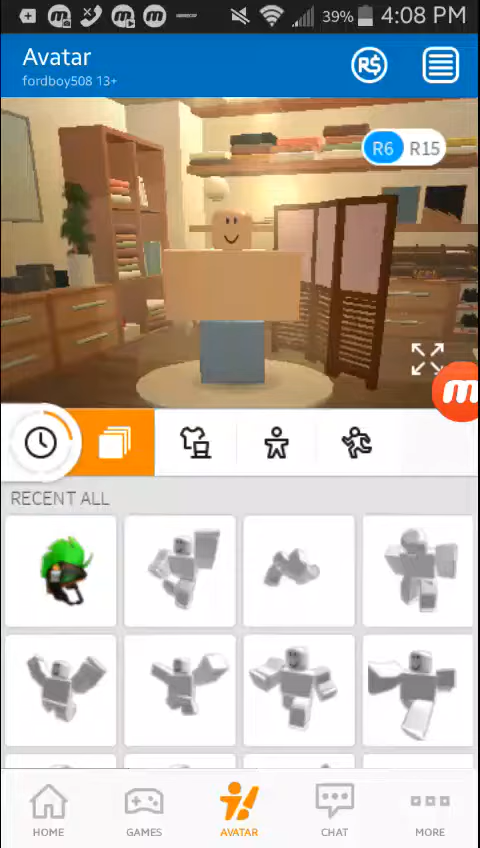 39% 4:08 PM
Avatar
fordboy508 13+
R$
R6 R15
RECENT ALL
HOME GAMES AVATAR CHAT MORE